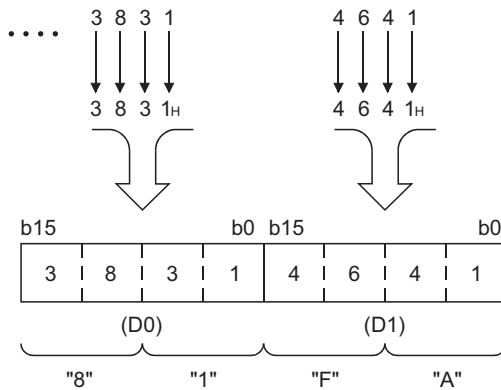 •••• 3 8 3 1 4 6 4 1
3 8 3 1H 4 6 4 1H
b15 b0 b15 b0
3 8 3 1 4 6 4 1
(D0) (D1)
"8" "1" "F" "A"